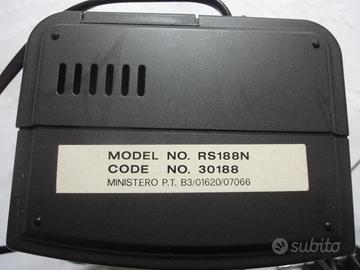 MODEL NO. RS188N
CODE NO. 30188
MINISTERO P.T. B3/01620/07066
subito